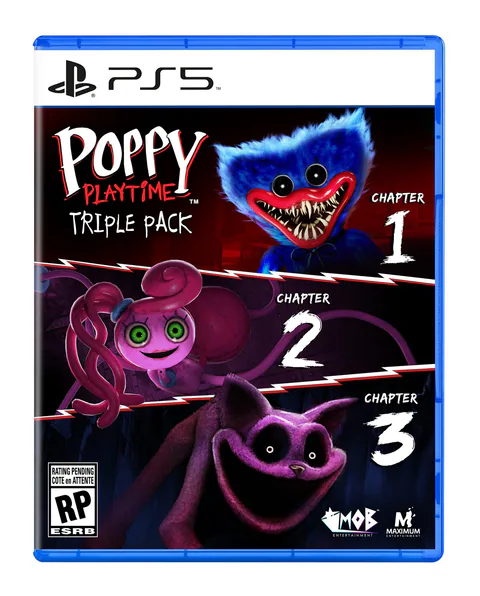 PS5
POPPY
PLAYTIME™
TRIPLE PACK
CHAPTER
1
CHAPTER
2
CHAPTER
3
RATING PENDING
COTE en ATTENTE
RP
ESRB
MOB
ENTERTAINMENT
MAXIMUM
ENTERTAINMENT